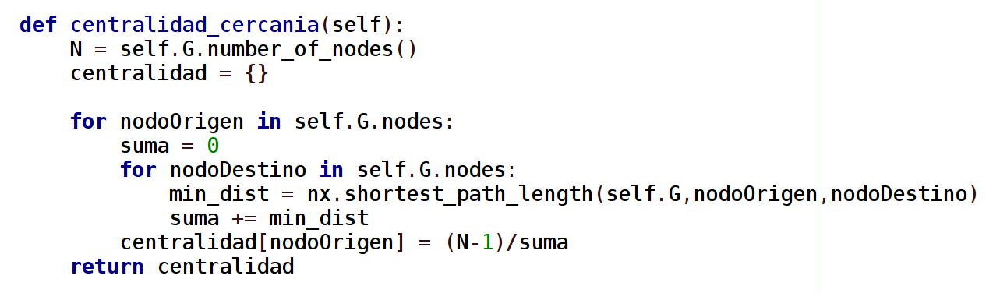 def centralidad_cercania(self):
    N = self.G.number_of_nodes()
    centralidad = {}
    for nodoOrigen in self.G.nodes:
        suma = 0
        for nodoDestino in self.G.nodes:
            min_dist = nx.shortest_path_length(self.G,nodoOrigen,nodoDestino)
            suma += min_dist
        centralidad[nodoOrigen] = (N-1)/suma
    return centralidad